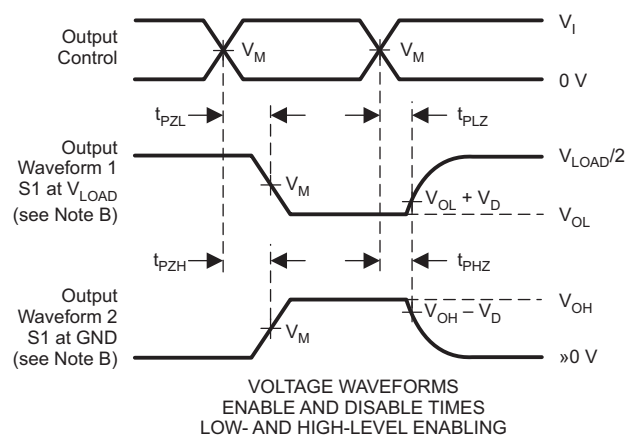 Output
Control
V_M
V_M
V_I
0 V
t_PZL
t_PLZ
Output
Waveform 1
S1 at V_LOAD
(see Note B)
V_M
V_OL + V_D
V_LOAD/2
V_OL
t_PZH
t_PHZ
Output
Waveform 2
S1 at GND
(see Note B)
V_M
V_OH – V_D
V_OH
»0 V
VOLTAGE WAVEFORMS
ENABLE AND DISABLE TIMES
LOW- AND HIGH-LEVEL ENABLING